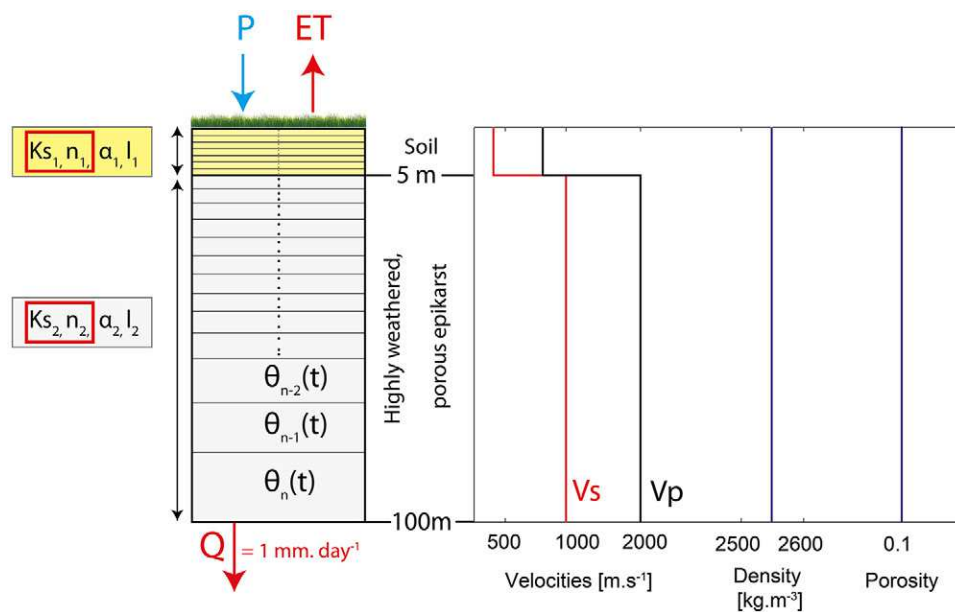 P ET
Ks1, n1, α1, l1
Soil
5 m
Highly weathered,
porous epikarst
Ks2, n2, α2, l2
θn-2(t)
θn-1(t)
θn(t)
Vs
Vp
100m
Q = 1 mm. day-1
500 1000 2000 2500 2600 0.1
Velocities [m.s-1] Density Porosity
[kg.m-3]